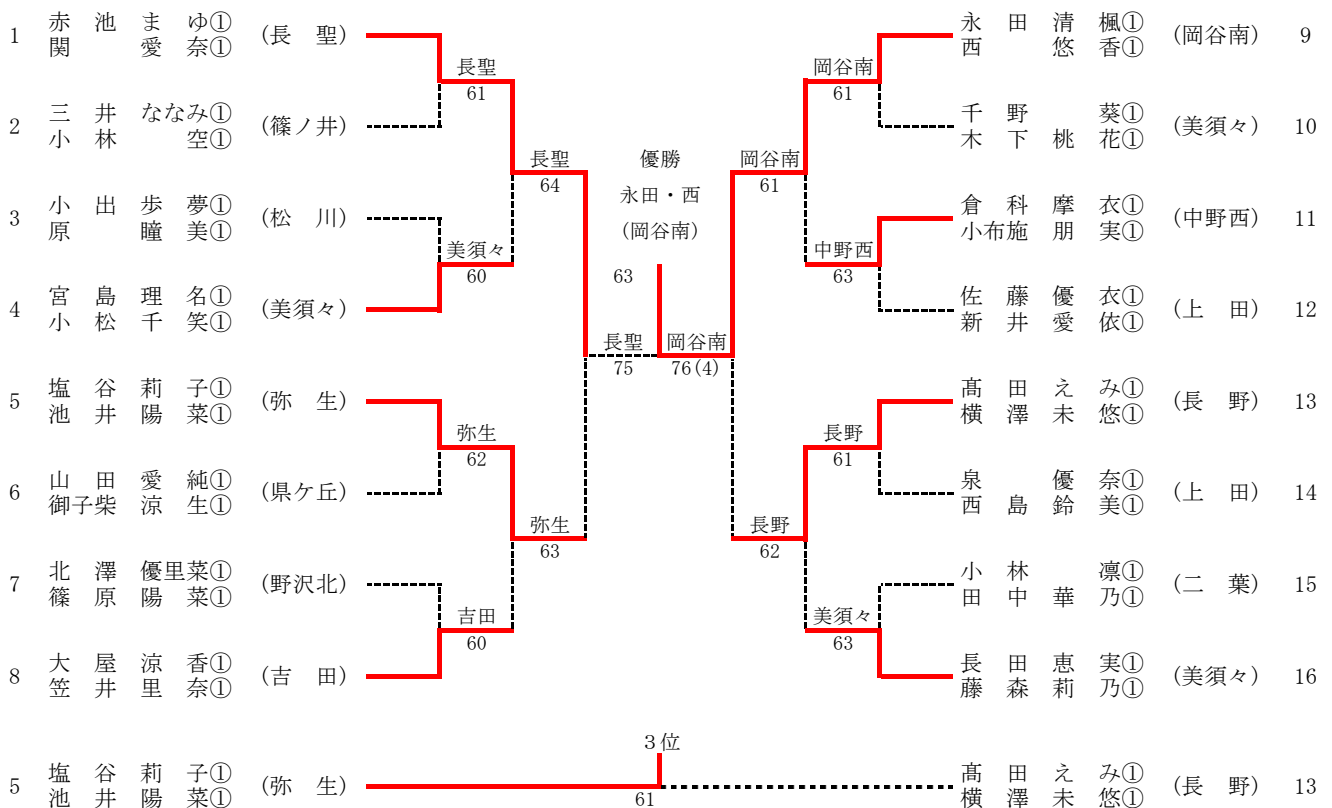 1 赤池まゆ① (長聖)
関愛奈①
2 三井ななみ① (篠ノ井)
小林空①
3 小出歩夢① (松川)
原瞳美①
4 宮島理名① (美須々)
小松千笑①
5 塩谷莉子① (弥生)
池井陽菜①
6 山田愛純① (県ケ丘)
御子柴涼生①
7 北澤優里菜① (野沢北)
篠原陽菜①
8 大屋涼香① (吉田)
笠井里奈①
長聖
61
美須々
60
弥生
62
吉田
60
長聖
64
弥生
63
長聖
75
優勝
永田・西
(岡谷南)
63
岡谷南
76(4)
岡谷南
61
長野
62
岡谷南
61
中野西
63
長野
61
美須々
63
永田清楓① (岡谷南) 9
西悠香①
千野葵① (美須々) 10
木下桃花①
倉科摩衣① (中野西) 11
小布施朋実①
佐藤優衣① (上田) 12
新井愛依①
髙田えみ① (長野) 13
横澤未悠①
泉優奈① (上田) 14
西島鈴美①
小林凛① (二葉) 15
田中華乃①
長田恵実① (美須々) 16
藤森莉乃①
3位
5 塩谷莉子① (弥生)
池井陽菜①
61
髙田えみ① (長野) 13
横澤未悠①